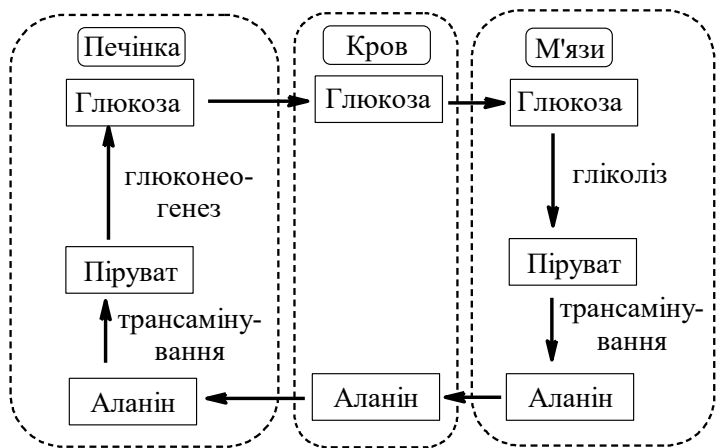 Печінка
Кров
М'язи
Глюкоза
Глюкоза
Глюкоза
глюконео-
генез
гліколіз
Піруват
Піруват
трансаміну-
вання
трансаміну-
вання
Аланін
Аланін
Аланін